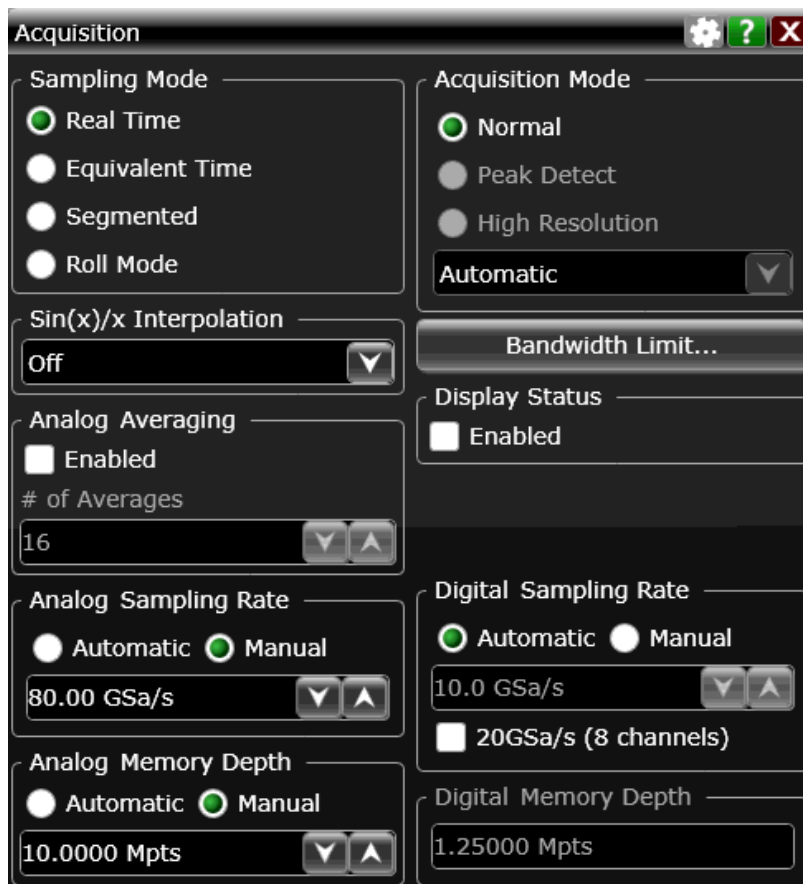 Acquisition
?
X
Sampling Mode
Real Time
Equivalent Time
Segmented
Roll Mode
Sin(x)/x Interpolation
Off
Analog Averaging
Enabled
# of Averages
16
Analog Sampling Rate
Automatic
Manual
80.00 GSa/s
Analog Memory Depth
Automatic
Manual
10.0000 Mpts
Acquisition Mode
Normal
Peak Detect
High Resolution
Automatic
Bandwidth Limit...
Display Status
Enabled
Digital Sampling Rate
Automatic
Manual
10.0 GSa/s
20GSa/s (8 channels)
Digital Memory Depth
1.25000 Mpts